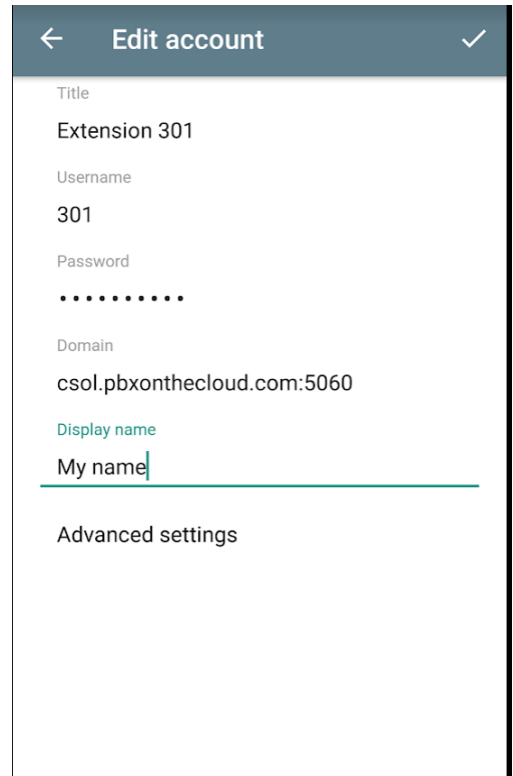 Edit account
Title
Extension 301
Username
301
Password
••••••••••
Domain
csol.pbxonthecloud.com:5060
Display name
My name
Advanced settings